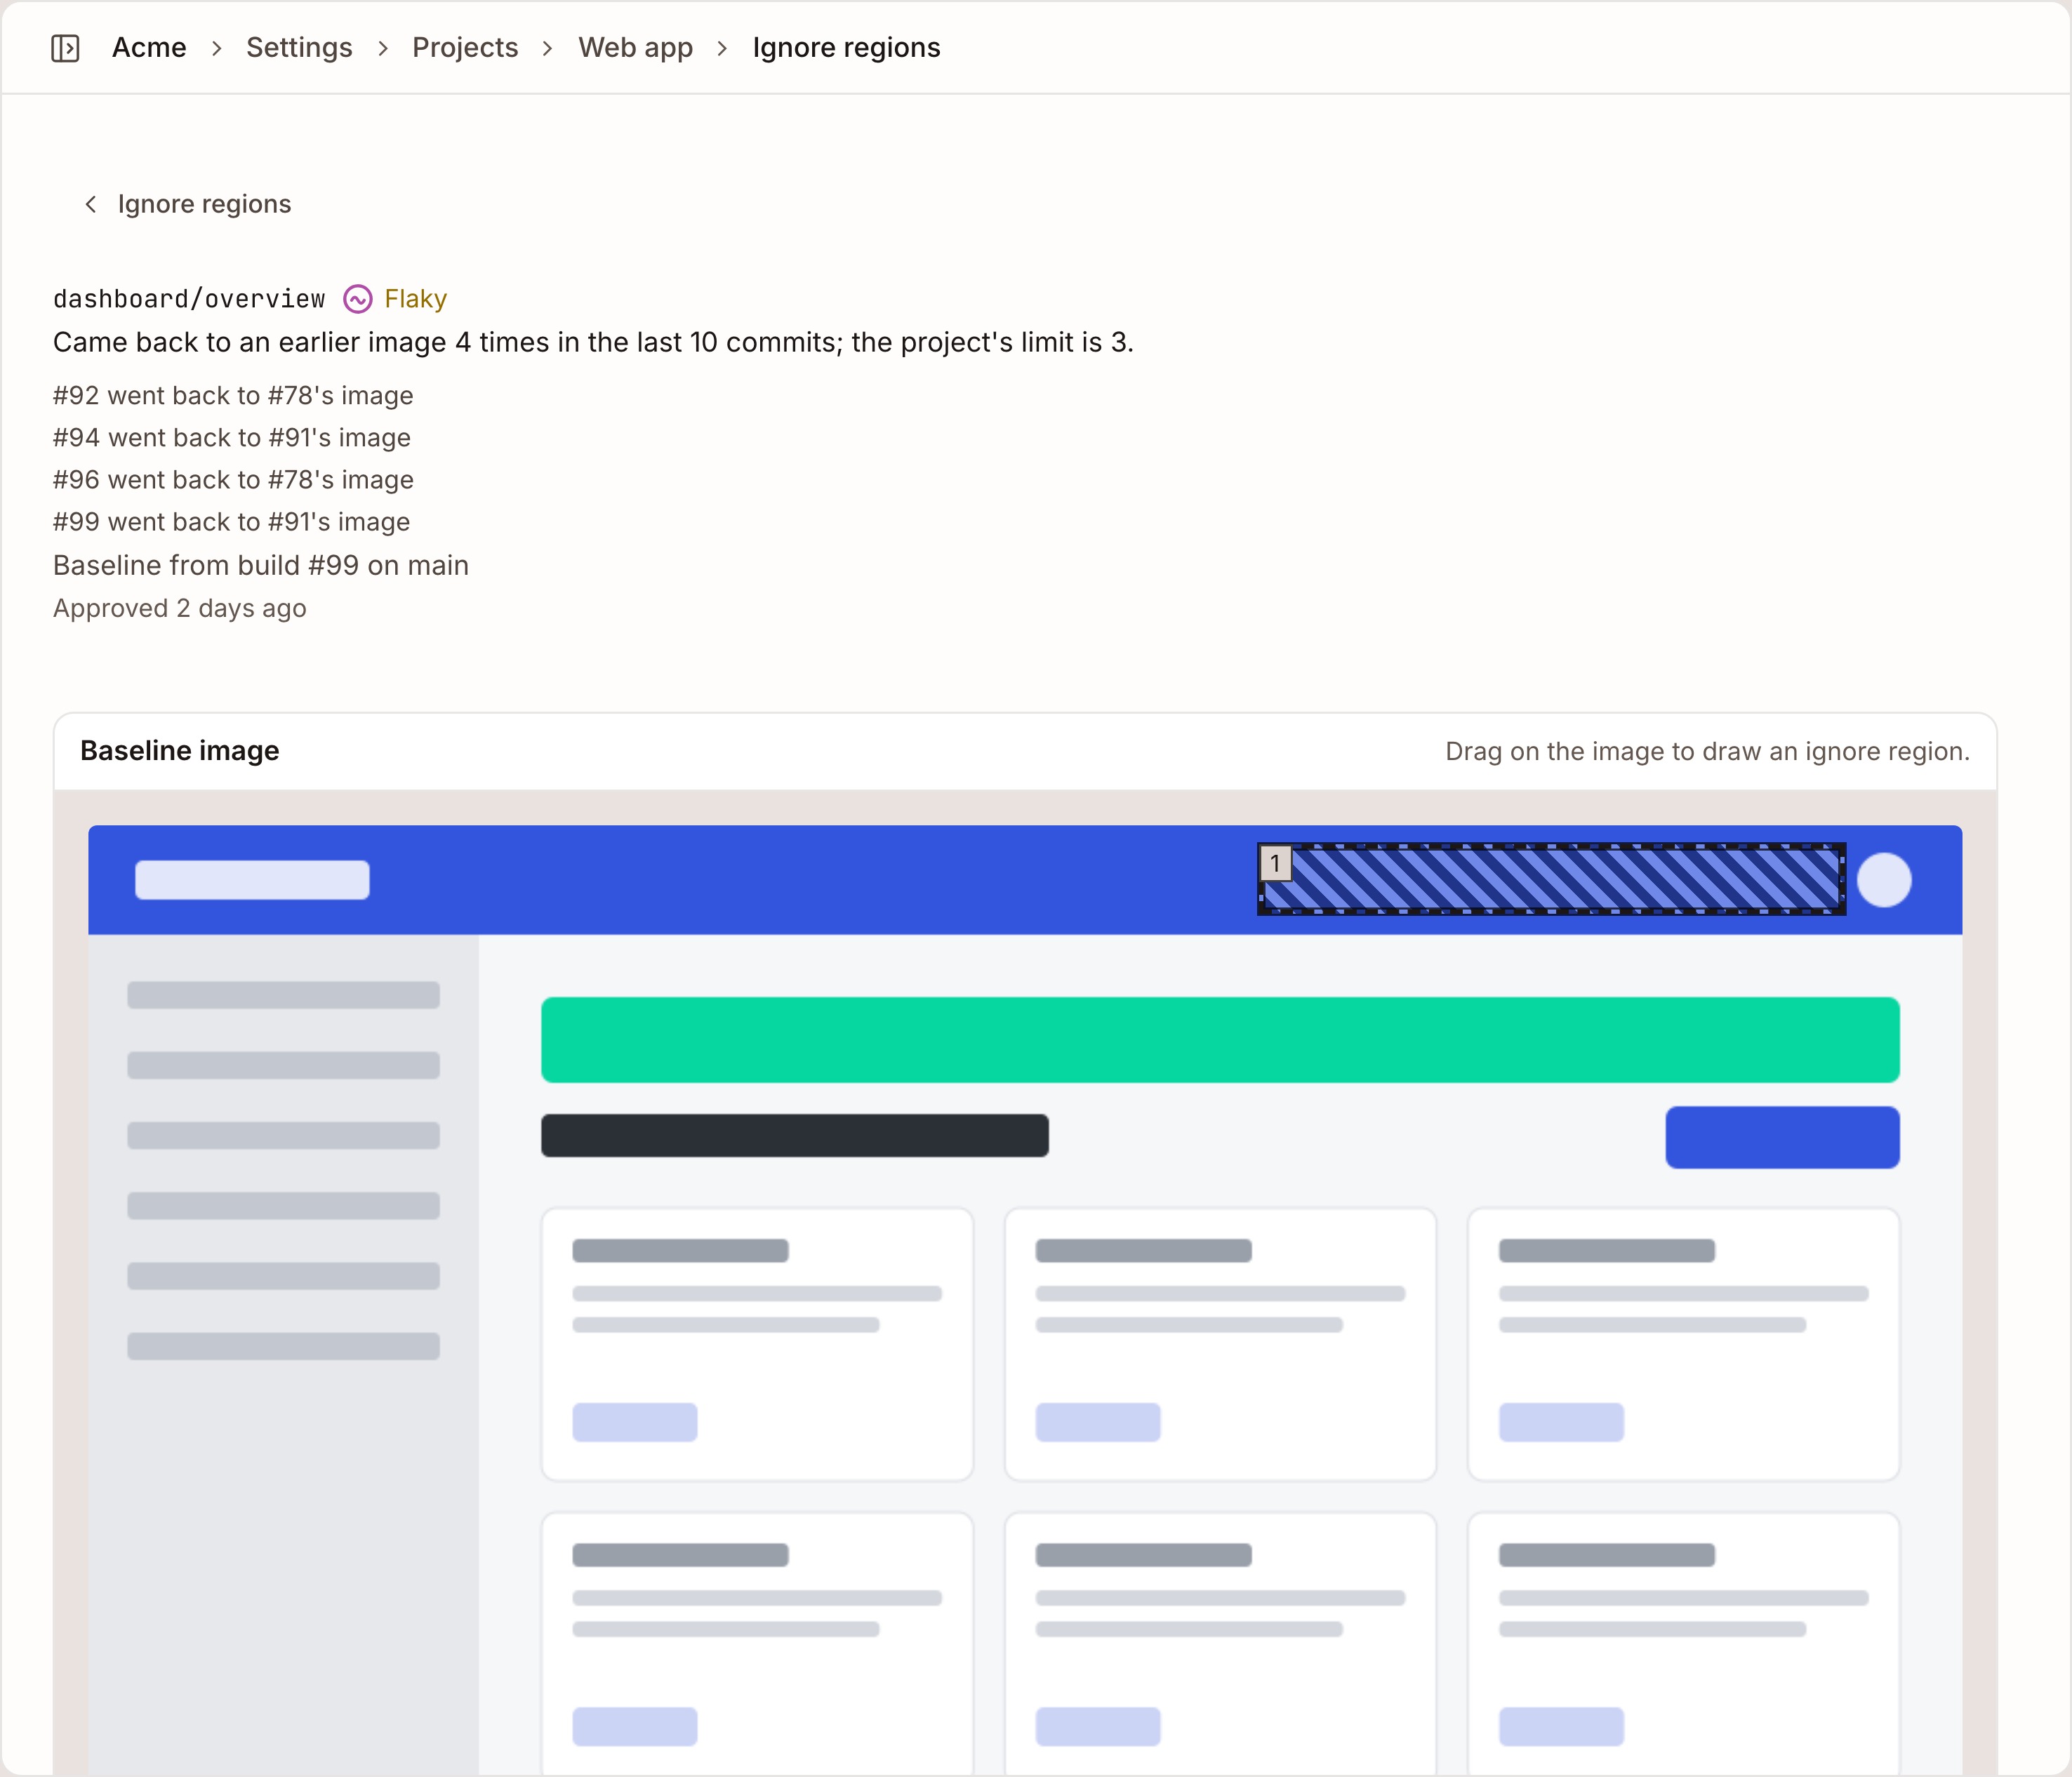 Acme > Settings > Projects > Web app > Ignore regions
Ignore regions
dashboard/overview Flaky
Came back to an earlier image 4 times in the last 10 commits; the project's limit is 3.
#92 went back to #78's image
#94 went back to #91's image
#96 went back to #78's image
#99 went back to #91's image
Baseline from build #99 on main
Approved 2 days ago
Baseline image
Drag on the image to draw an ignore region.
1